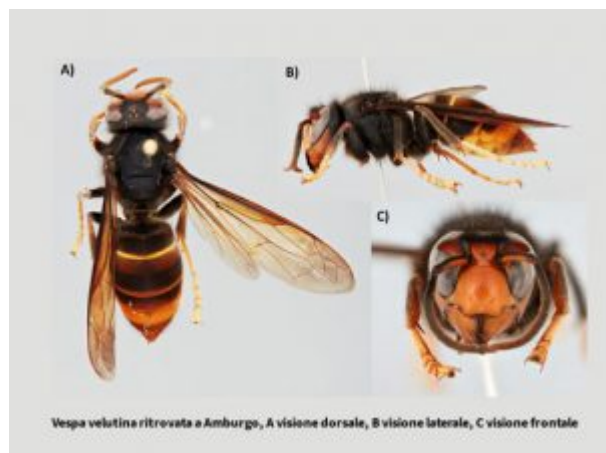 A)
B)
C)
Vespa velutina ritrovata a Amburgo, A visione dorsale, B visione laterale, C visione frontale